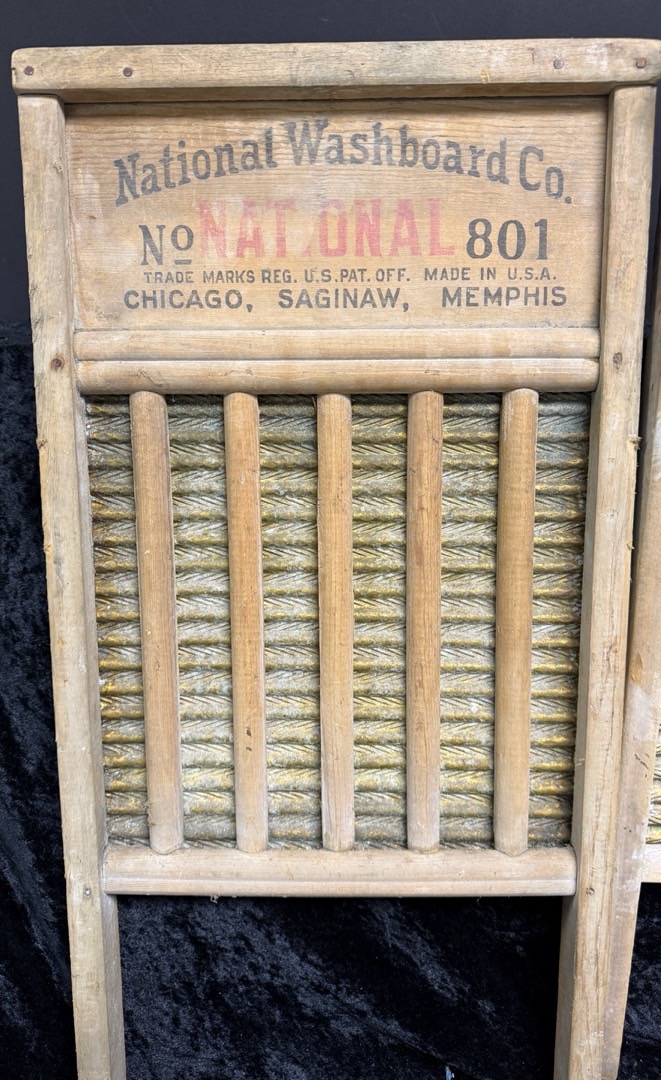 National Washboard Co.
No NATIONAL 801
TRADE MARKS REG. U.S. PAT. OFF. MADE IN U.S.A.
CHICAGO, SAGINAW, MEMPHIS